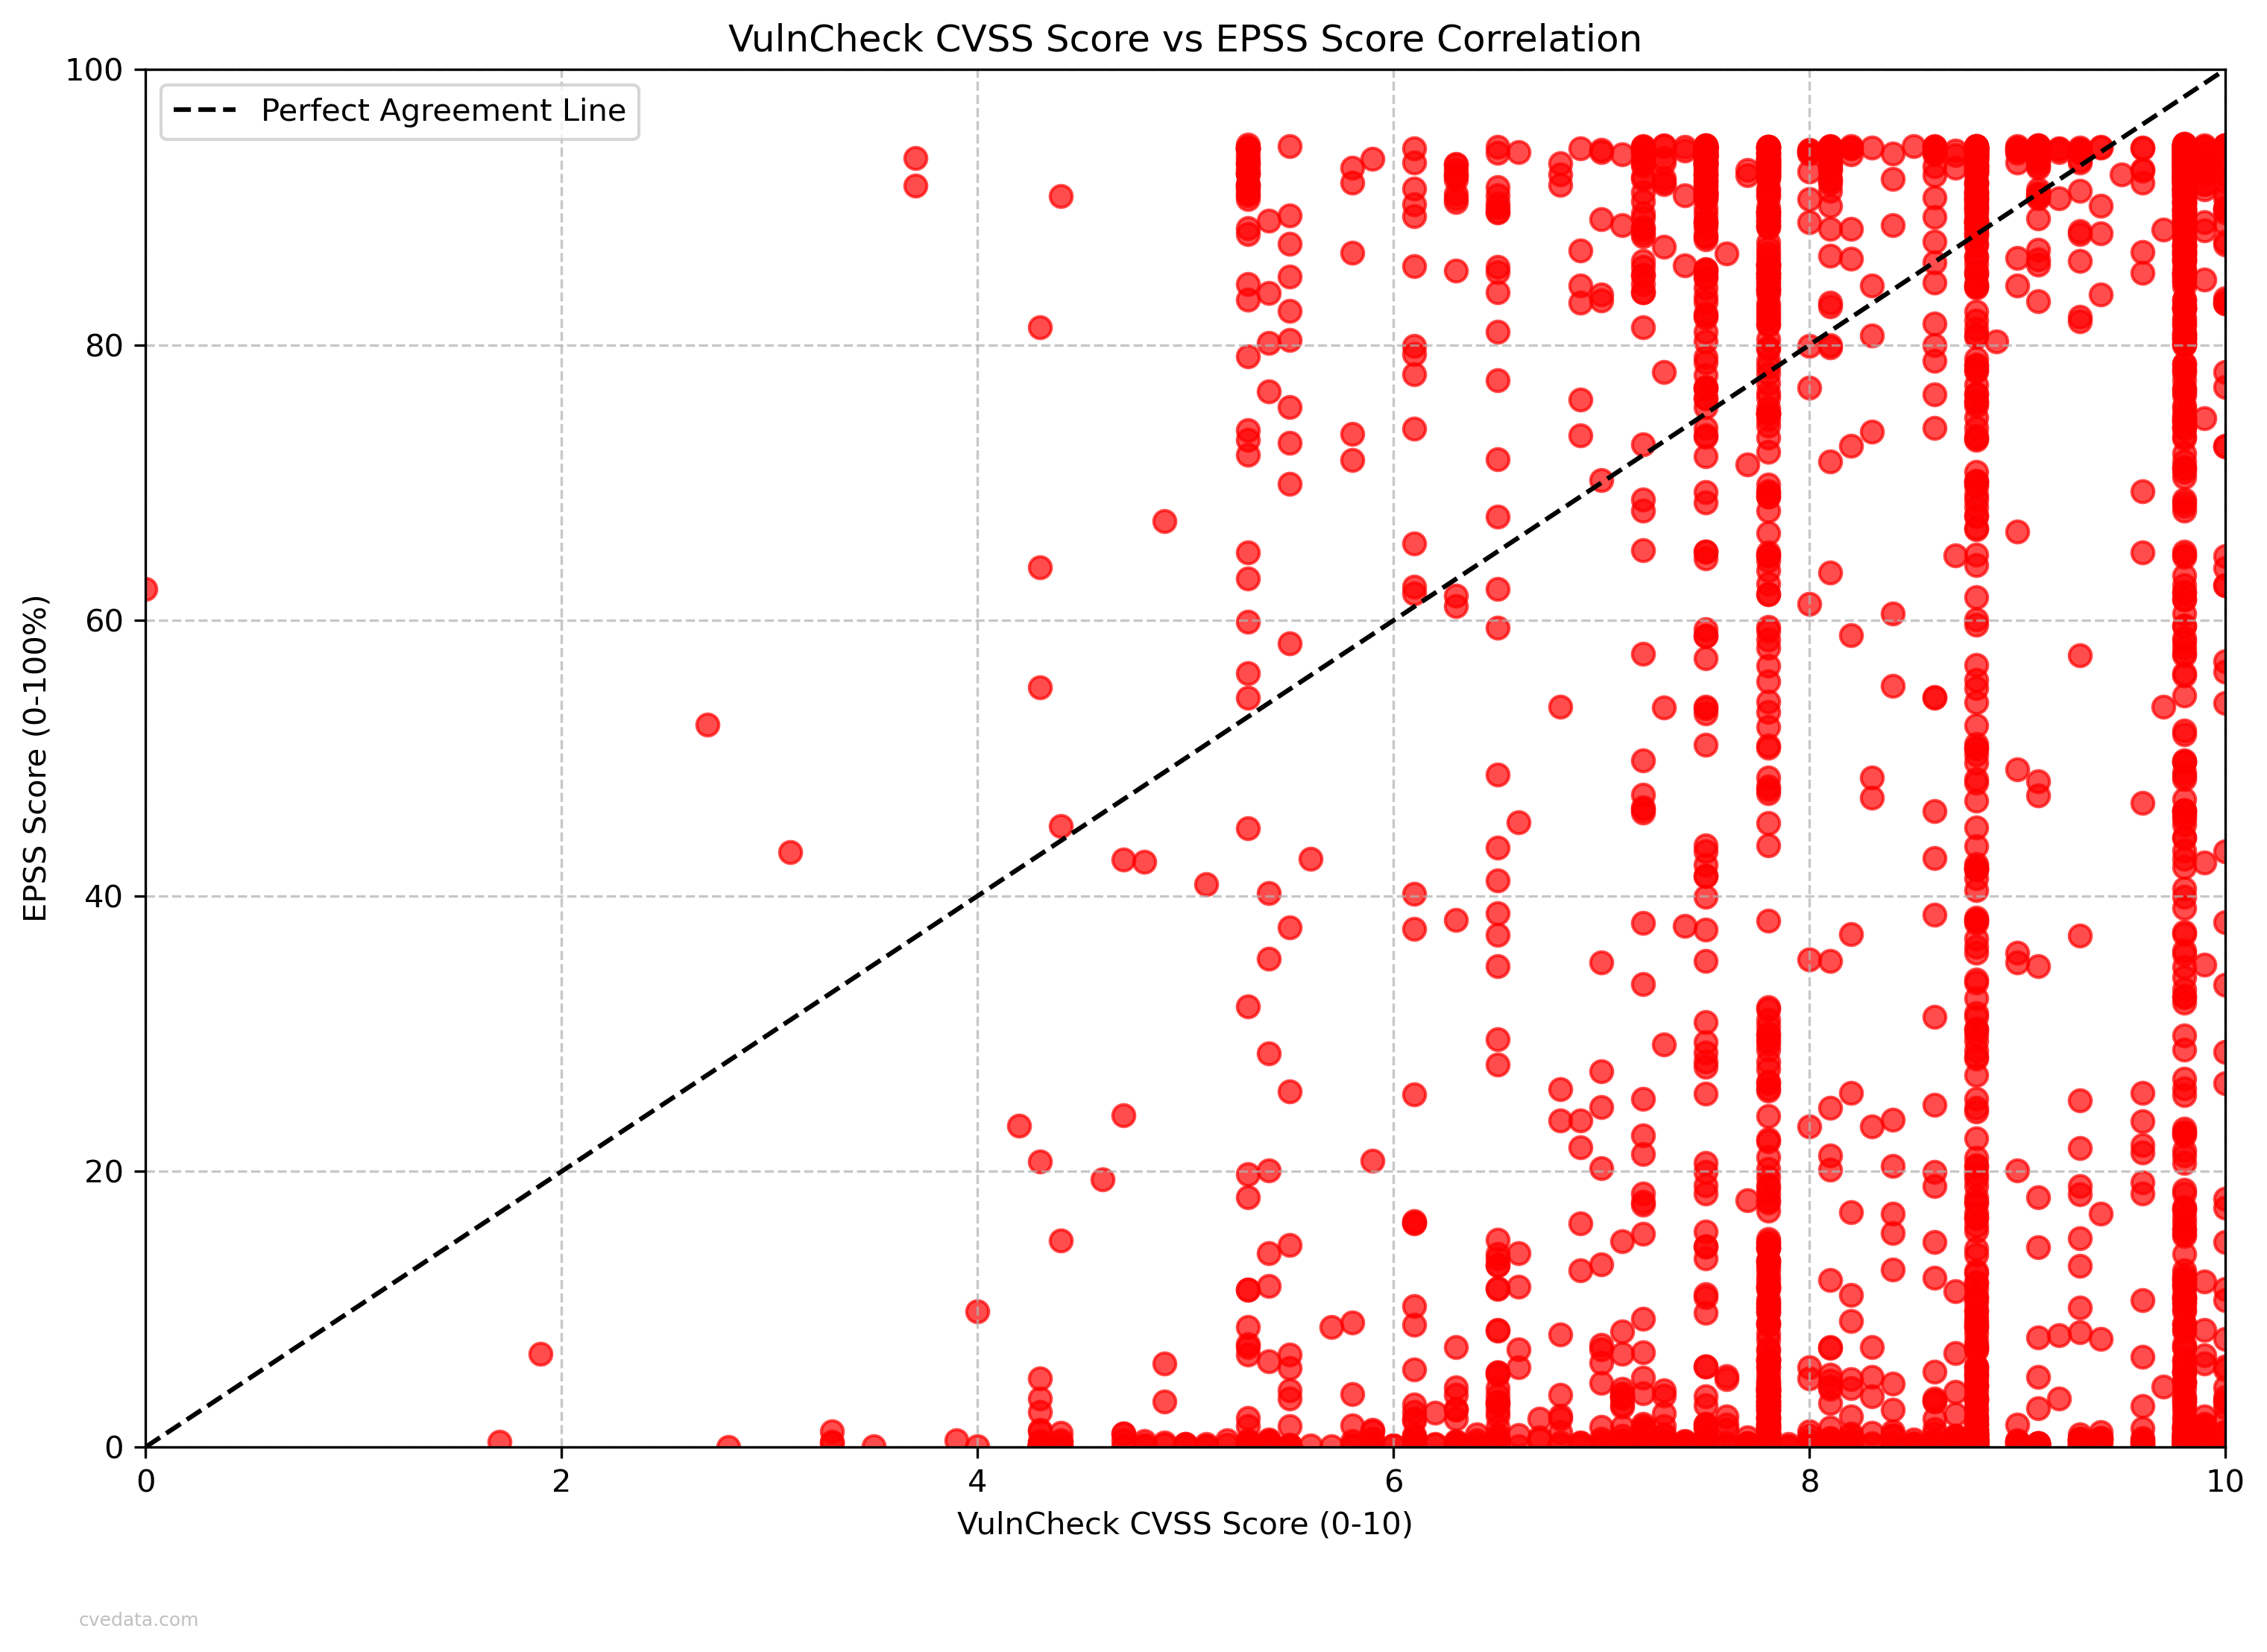 VulnCheck CVSS Score vs EPSS Score Correlation
Perfect Agreement Line
100
80
60
40
20
0
EPSS Score (0-100%)
0 2 4 6 8 10
VulnCheck CVSS Score (0-10)
cvedata.com